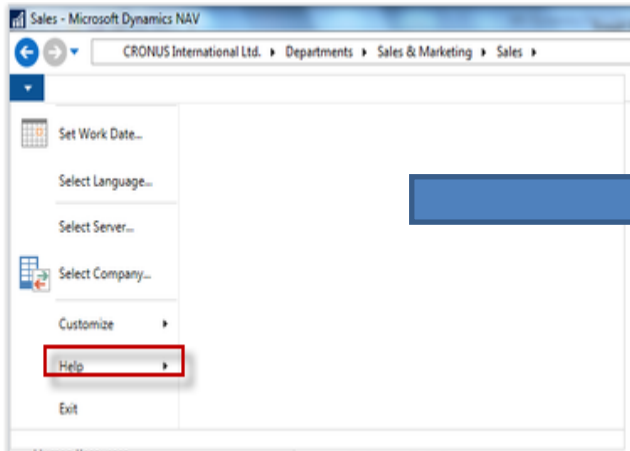 Sales - Microsoft Dynamics NAV
CRONUS International Ltd. ▸ Departments ▸ Sales & Marketing ▸ Sales ▸
Set Work Date...
Select Language...
Select Server...
Select Company...
Customize
Help
Exit